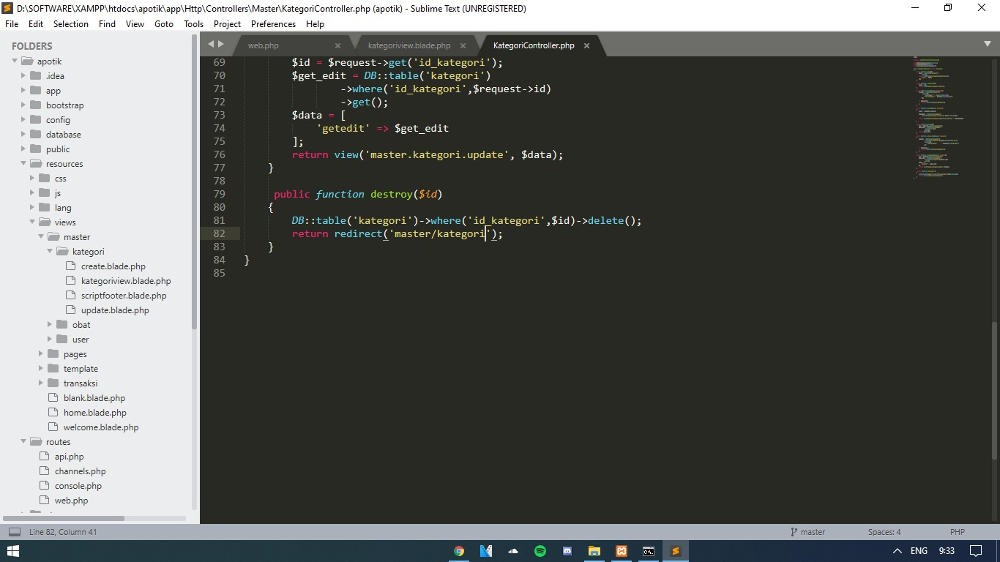 D:\SOFTWARE\XAMPP\htdocs\apotik\app\Http\Controllers\Master\KategoriController.php (apotik) - Sublime Text (UNREGISTERED)
File Edit Selection Find View Goto Tools Project Preferences Help
FOLDERS
apotik
.idea
app
bootstrap
config
database
public
resources
css
js
lang
views
master
kategori
create.blade.php
kategoriview.blade.php
scriptfooter.blade.php
update.blade.php
obat
user
pages
template
transaksi
blank.blade.php
home.blade.php
welcome.blade.php
routes
api.php
channels.php
console.php
web.php
web.php kategoriview.blade.php KategoriController.php
69 $id = $request->get('id_kategori');
70 $get_edit = DB::table('kategori')
71 ->where('id_kategori',$request->id)
72 ->get();
73 $data = [
74 'getedit' => $get_edit
75 ];
76 return view('master.kategori.update', $data);
77 }
78
79 public function destroy($id)
80 {
81 DB::table('kategori')->where('id_kategori',$id)->delete();
82 return redirect('master/kategori');
83 }
84 }
85
Line 82, Column 41 master Spaces: 4 PHP
ENG 9:33